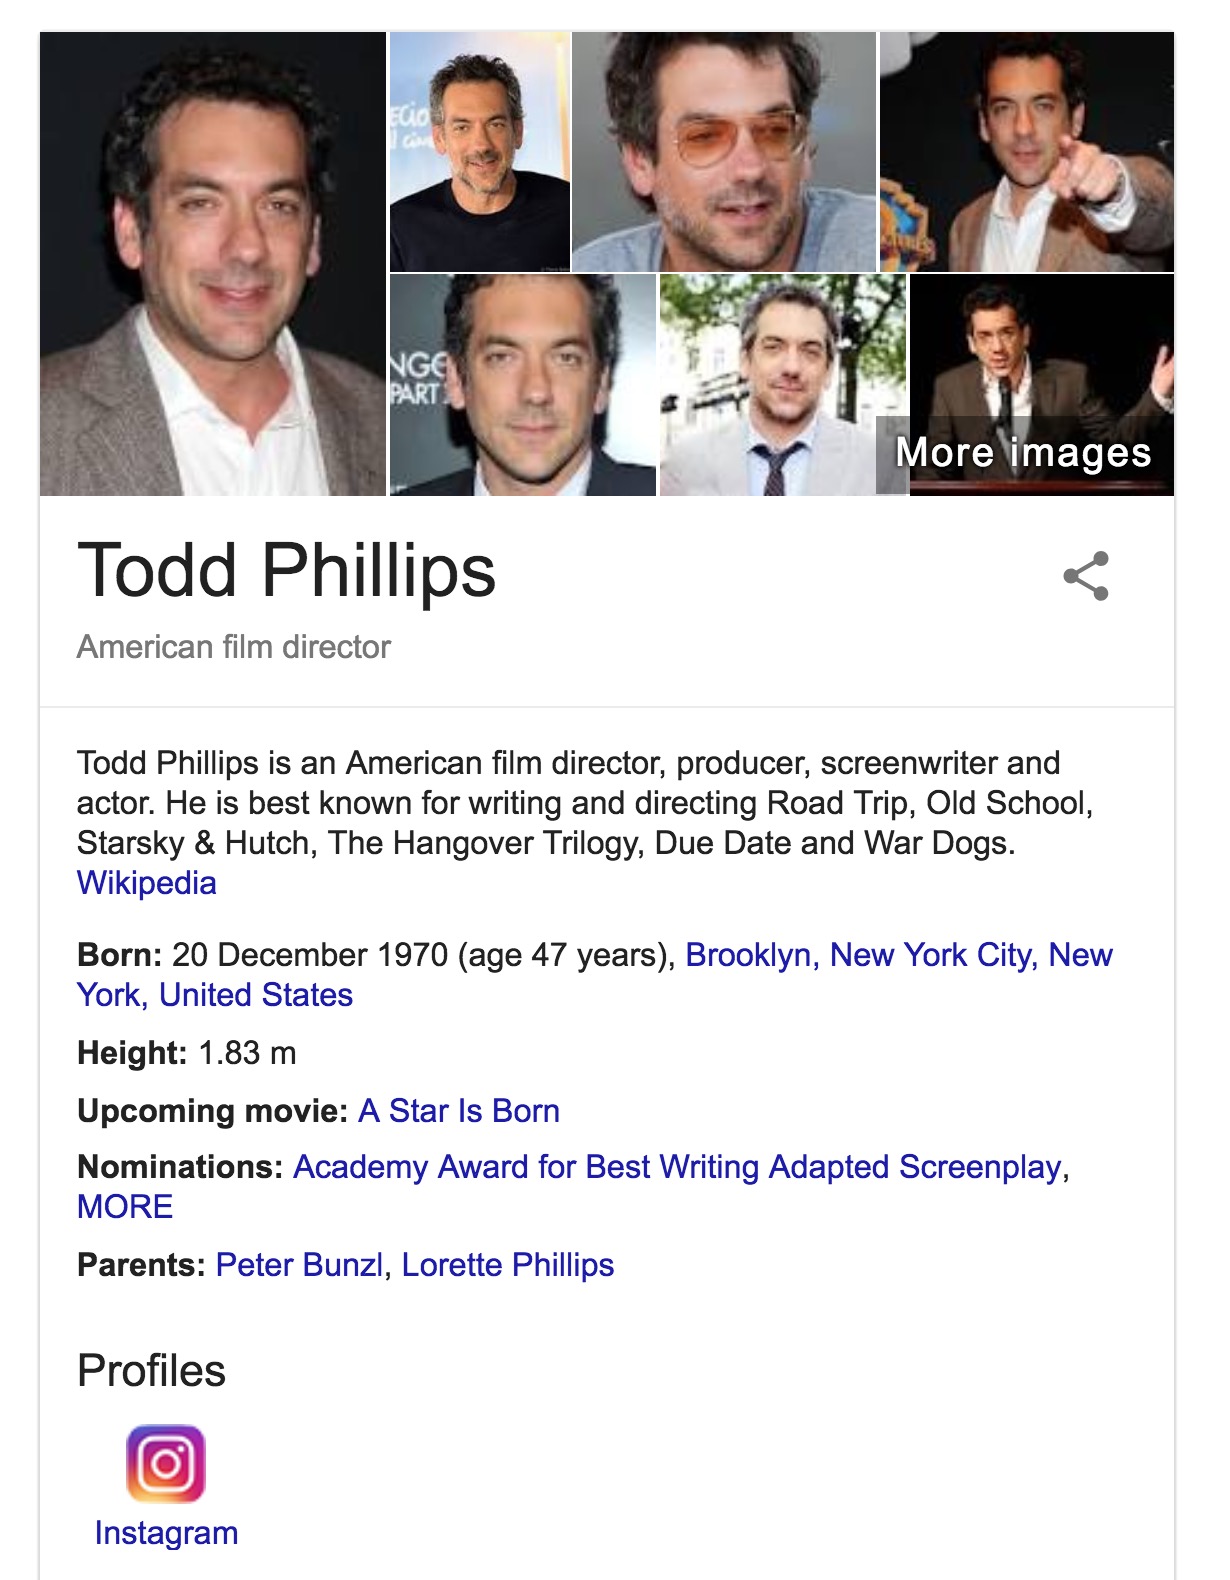 ecio
l cine
NGO
PART
More images
Todd Phillips
American film director
Todd Phillips is an American film director, producer, screenwriter and
actor. He is best known for writing and directing Road Trip, Old School,
Starsky & Hutch, The Hangover Trilogy, Due Date and War Dogs.
Wikipedia
Born: 20 December 1970 (age 47 years), Brooklyn, New York City, New
York, United States
Height: 1.83 m
Upcoming movie: A Star Is Born
Nominations: Academy Award for Best Writing Adapted Screenplay,
MORE
Parents: Peter Bunzl, Lorette Phillips
Profiles
Instagram